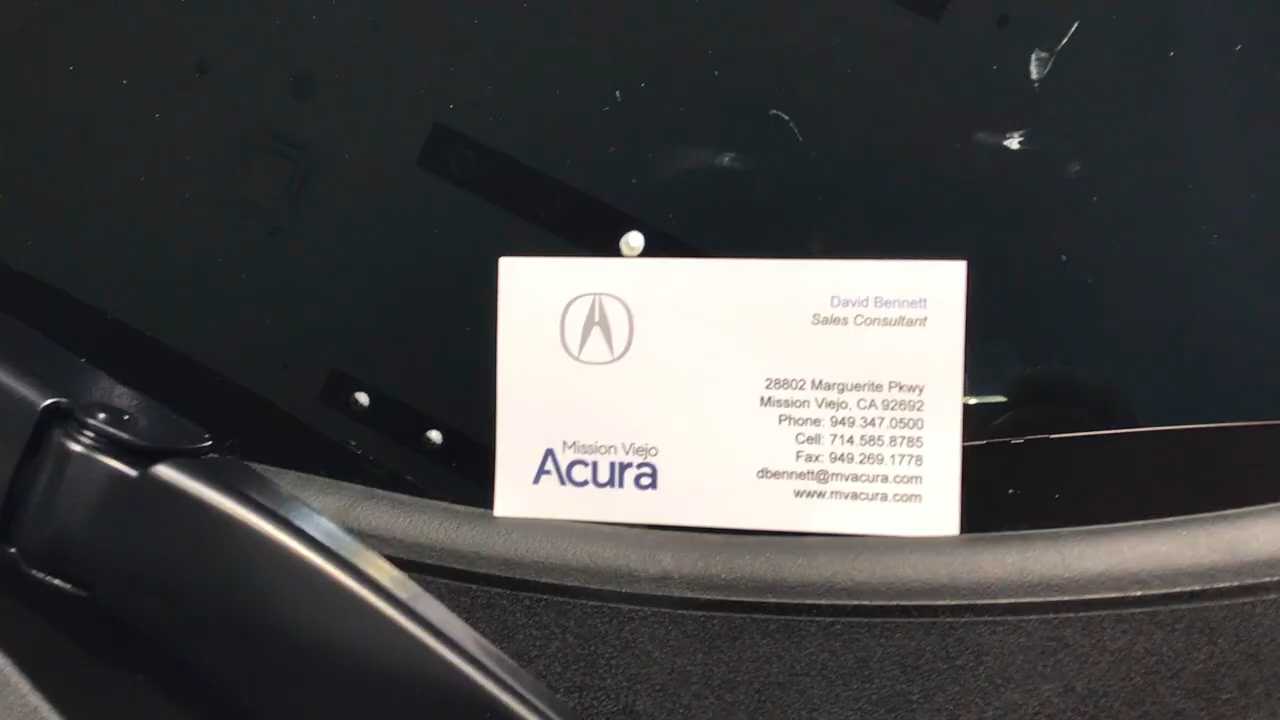 David Bennett
Sales Consultant
28802 Marguerite Pkwy
Mission Viejo, CA 92692
Phone: 949.347.0500
Cell: 714.585.8785
Fax: 949.269.1778
dbennett@mvacura.com
www.mvacura.com
Mission Viejo
Acura